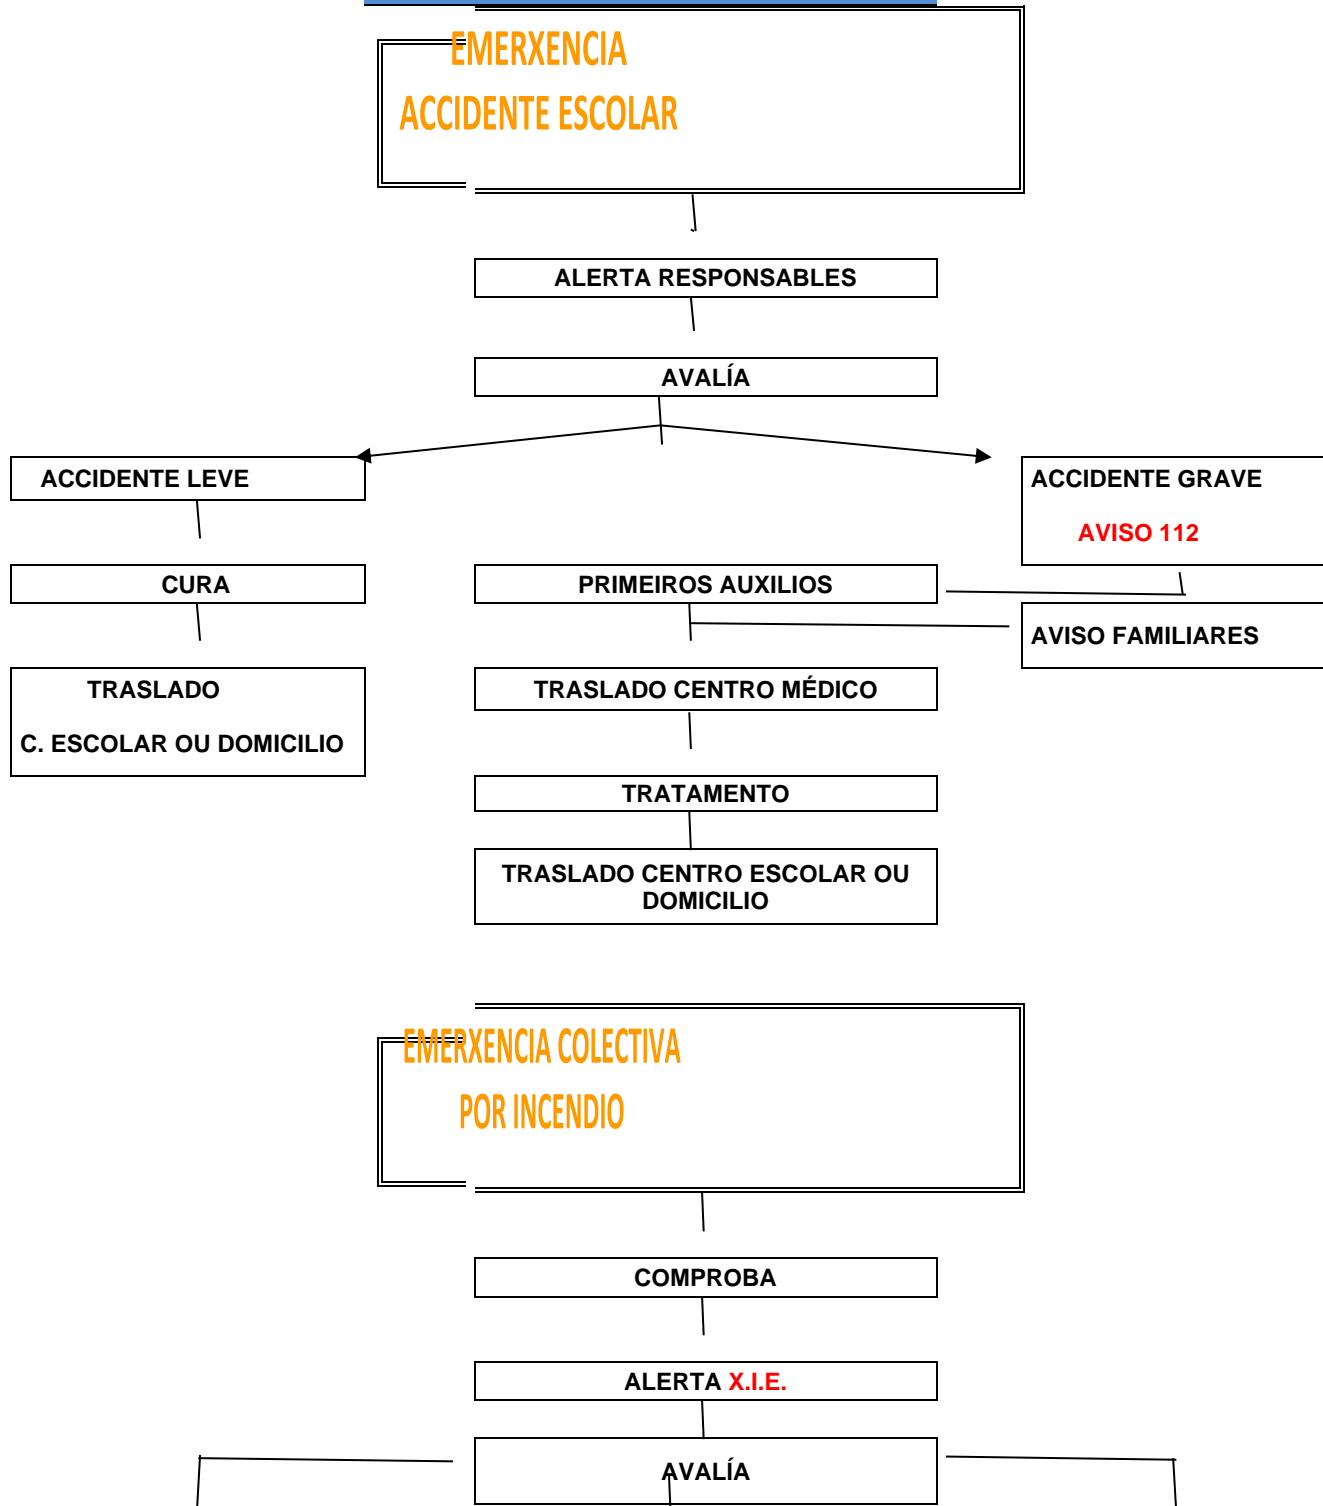 EMERXENCIA
ACCIDENTE ESCOLAR
ALERTA RESPONSABLES
AVALÍA
ACCIDENTE LEVE
ACCIDENTE GRAVE
AVISO 112
CURA
PRIMEIROS AUXILIOS
AVISO FAMILIARES
TRASLADO
C. ESCOLAR OU DOMICILIO
TRASLADO CENTRO MÉDICO
TRATAMENTO
TRASLADO CENTRO ESCOLAR OU
DOMICILIO
EMERXENCIA COLECTIVA
POR INCENDIO
COMPROBA
ALERTA X.I.E.
AVALÍA